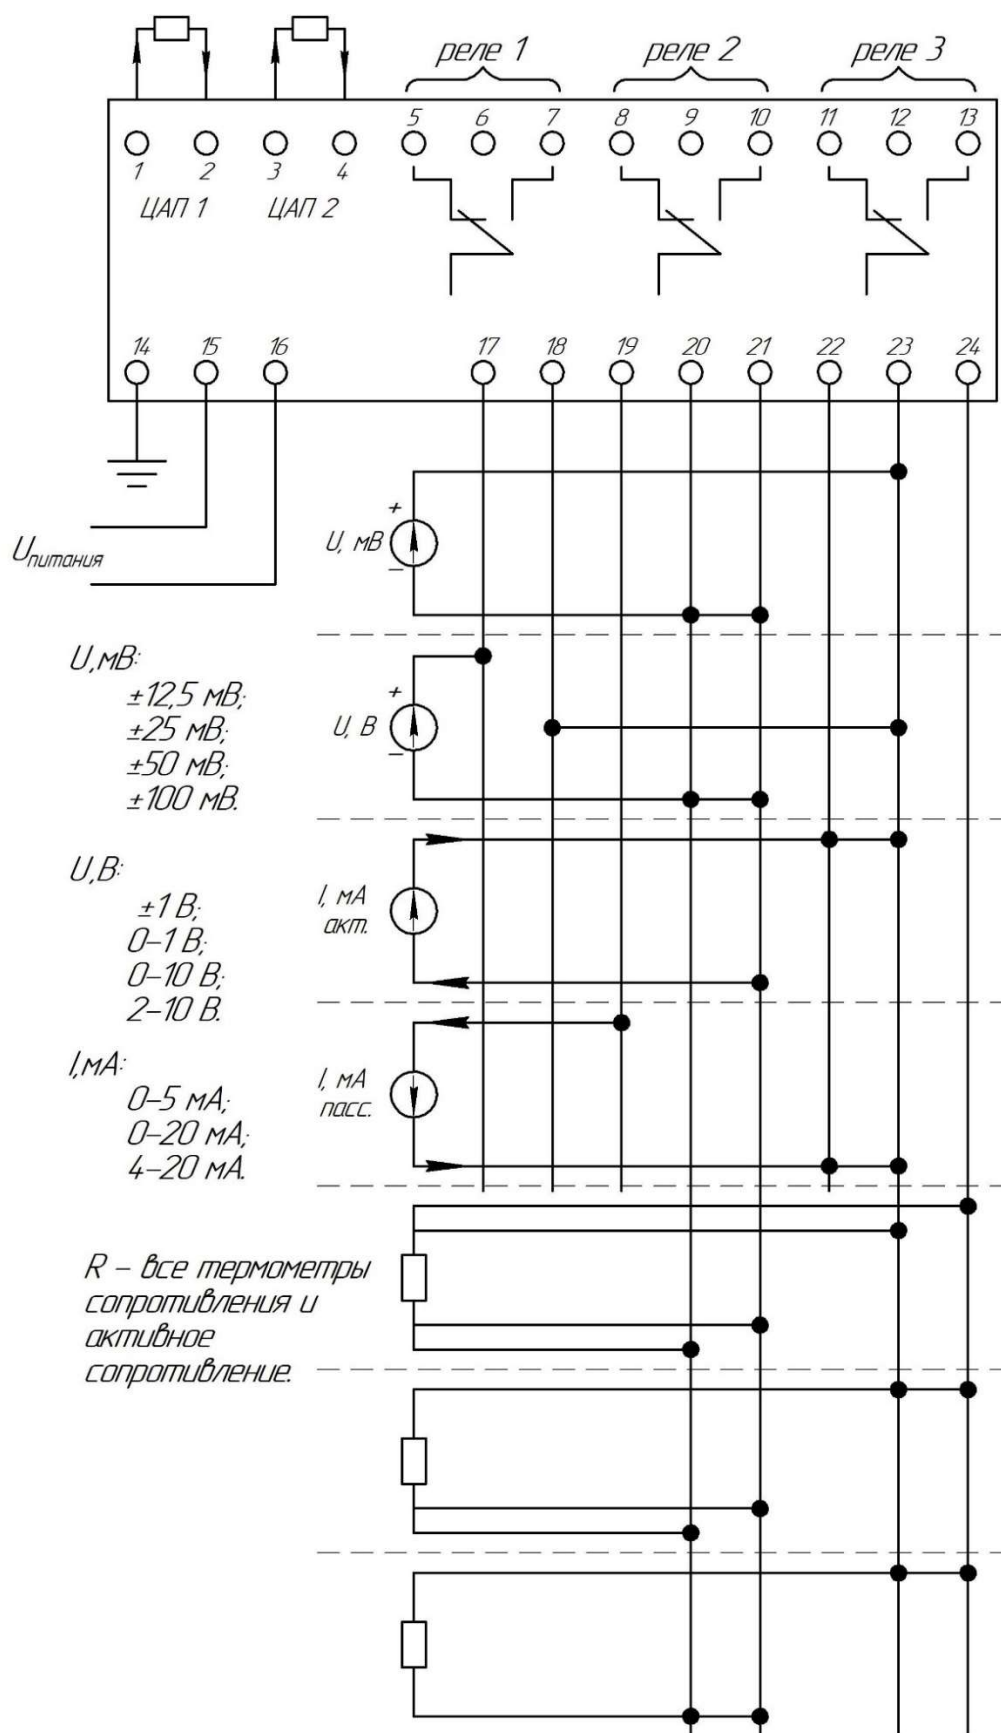 реле 1 реле 2 реле 3
5 6 7 8 9 10 11 12 13
1 2 3 4
ЦАП 1 ЦАП 2
14 15 16 17 18 19 20 21 22 23 24
+
U, мВ
−
Uпитания
U,мВ:
±12,5 мВ;
±25 мВ;
±50 мВ;
±100 мВ.
+
U, В
−
U,В:
±1 В;
0−1 В;
0−10 В;
2−10 В.
I, мА
акт.
I,мА:
0−5 мА;
0−20 мА;
4−20 мА.
I, мА
пасс.
R − все термометры
сопротивления и
активное
сопротивление.